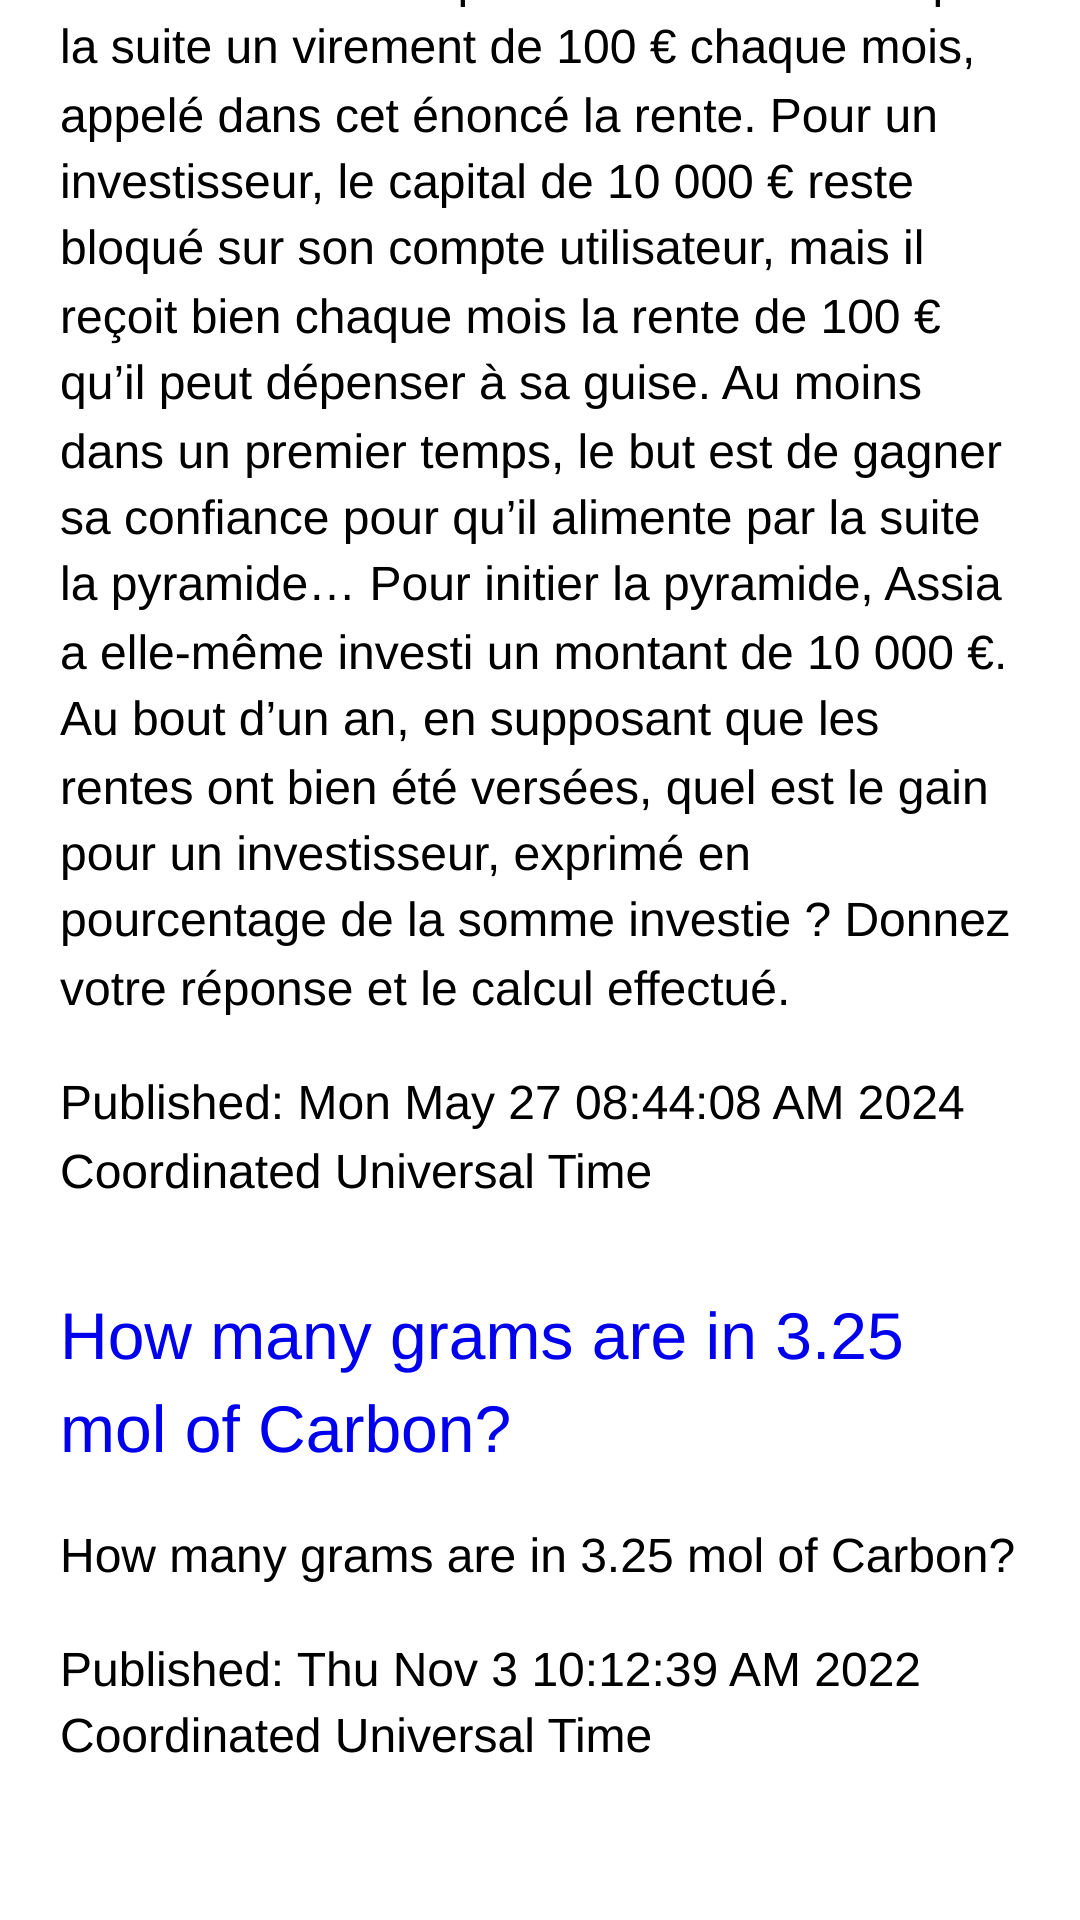 la suite un virement de 100 € chaque mois,
appelé dans cet énoncé la rente. Pour un
investisseur, le capital de 10 000 € reste
bloqué sur son compte utilisateur, mais il
reçoit bien chaque mois la rente de 100 €
qu’il peut dépenser à sa guise. Au moins
dans un premier temps, le but est de gagner
sa confiance pour qu’il alimente par la suite
la pyramide… Pour initier la pyramide, Assia
a elle-même investi un montant de 10 000 €.
Au bout d’un an, en supposant que les
rentes ont bien été versées, quel est le gain
pour un investisseur, exprimé en
pourcentage de la somme investie ? Donnez
votre réponse et le calcul effectué.
Published: Mon May 27 08:44:08 AM 2024
Coordinated Universal Time
How many grams are in 3.25
mol of Carbon?
How many grams are in 3.25 mol of Carbon?
Published: Thu Nov 3 10:12:39 AM 2022
Coordinated Universal Time